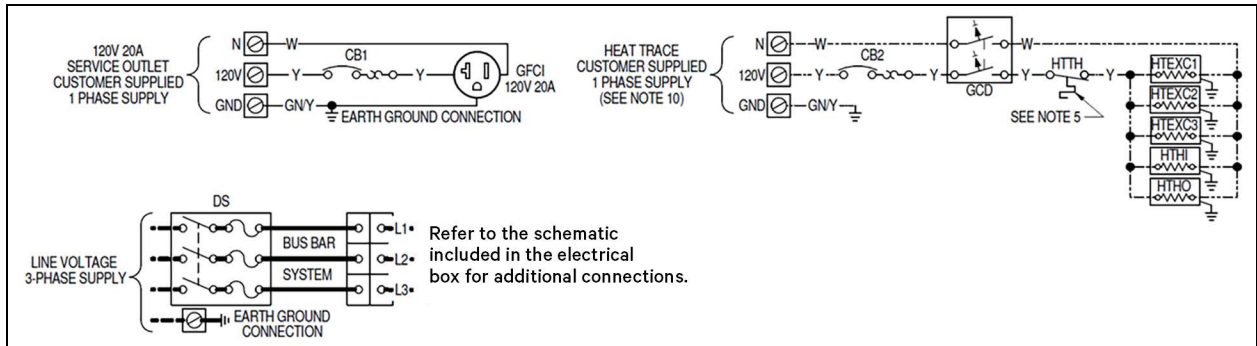 120V 20A
SERVICE OUTLET
CUSTOMER SUPPLIED
1 PHASE SUPPLY
N
W
CB1
120V
Y
Y
GFCI
120V 20A
GND
GN/Y
EARTH GROUND CONNECTION
HEAT TRACE
CUSTOMER SUPPLIED
1 PHASE SUPPLY
(SEE NOTE 10)
N
W
W
CB2
120V
Y
Y
Y
HTTH
Y
GCD
GND
GN/Y
SEE NOTE 5
HTEXC1
HTEXC2
HTEXC3
HTHI
HTHO
DS
LINE VOLTAGE
3-PHASE SUPPLY
BUS BAR
SYSTEM
L1
L2
L3
EARTH GROUND
CONNECTION
Refer to the schematic
included in the electrical
box for additional connections.